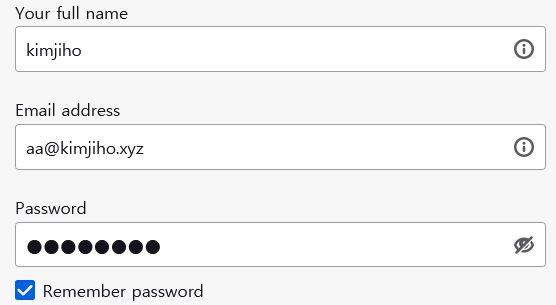 Your full name
kimjiho
Email address
aa@kimjiho.xyz
Password
●●●●●●●●
Remember password